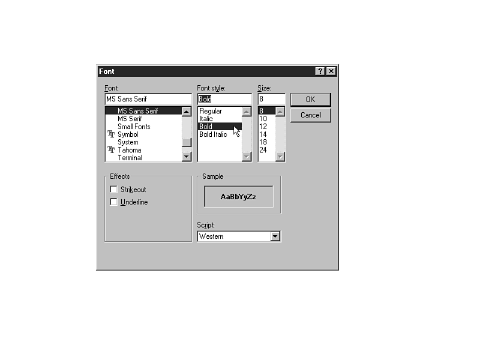 Font
Font:
MS Sans Serif
MS Sans Serif
MS Serif
Small Fonts
Symbol
System
Tahoma
Terminal
Font style:
Bold
Regular
Italic
Bold
Bold Italic
Size:
8
8
10
12
14
18
24
OK
Cancel
Effects
Strikeout
Underline
Sample
AaBbYyZz
Script
Western